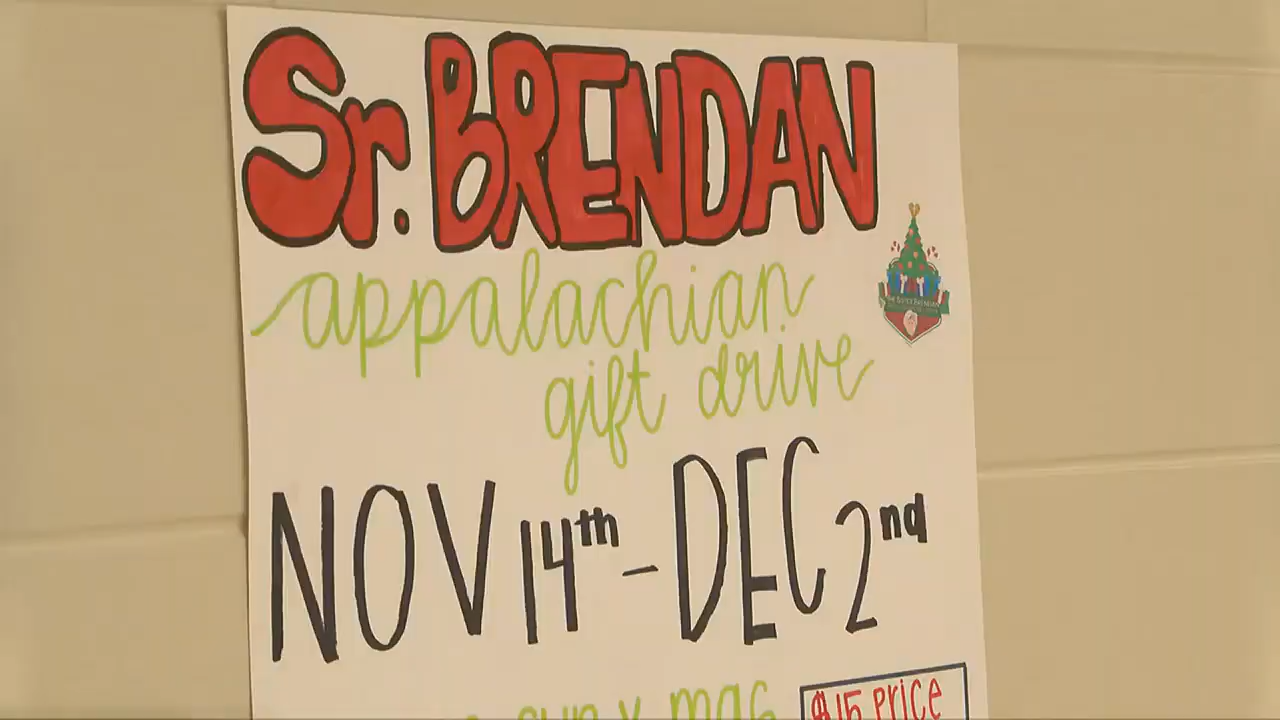 Sr. BRENDAN
appalachian
gift drive
NOV 14th - DEC 2nd
$15 Price